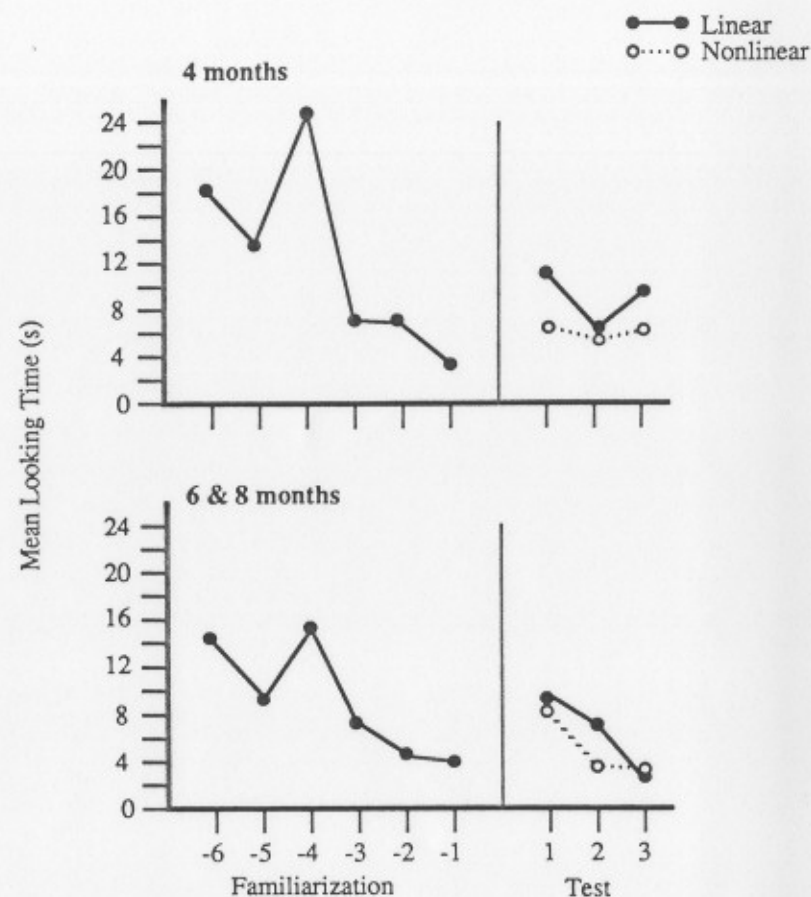 Linear
Nonlinear
4 months
24
20
16
12
8
4
0
Mean Looking Time (s)
6 & 8 months
24
20
16
12
8
4
0
-6 -5 -4 -3 -2 -1 1 2 3
Familiarization Test